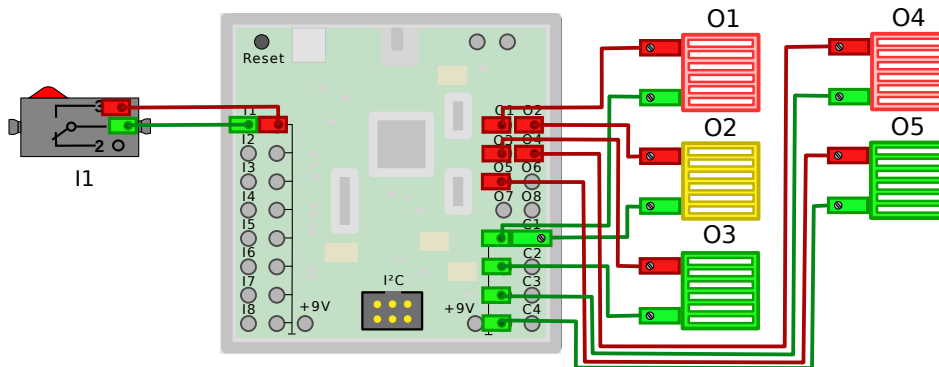 O1
O4
Reset
3
I1
O1 O2
2
I2
O3 O4
O2
O5
I1
I3
O5 O6
I4
O7 O8
I5
C1
O3
I6
C2
I²C
I7
C3
+9V
+9V
I8
C4